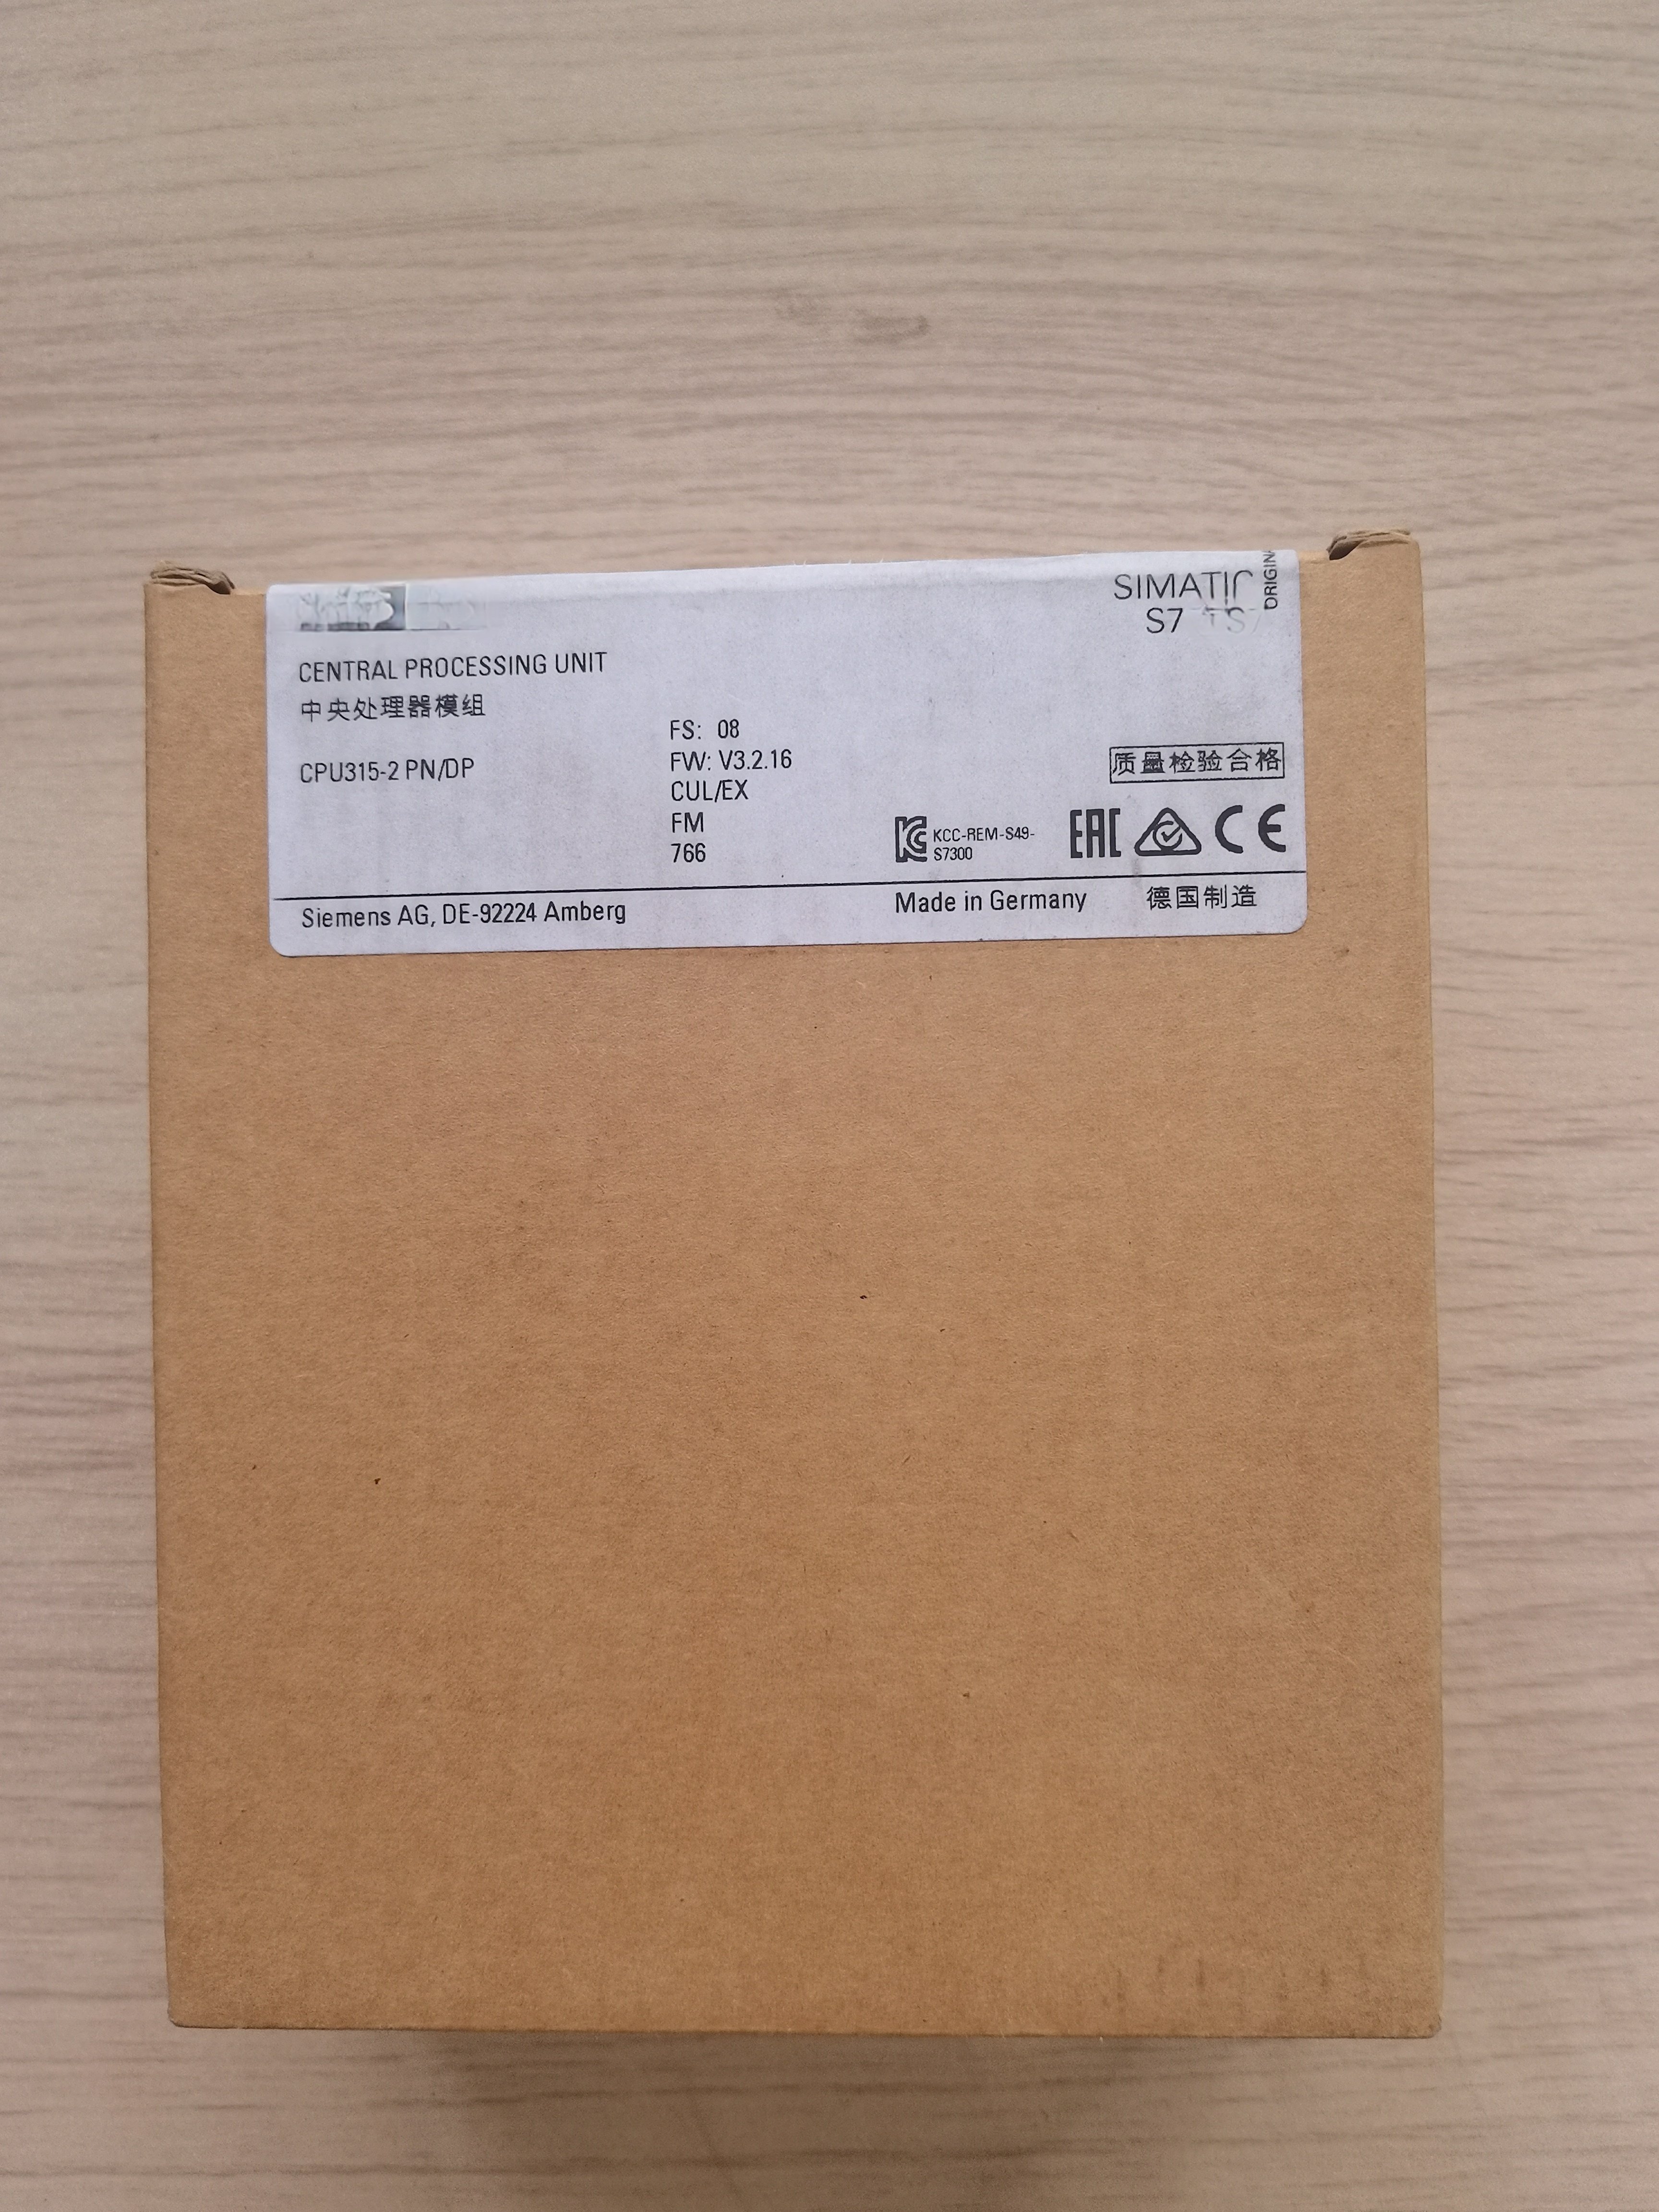 SIMATIC
S7
ORIGINA
CENTRAL PROCESSING UNIT
中央处理器模组
CPU315-2 PN/DP
FS: 08
FW: V3.2.16
CUL/EX
FM
766
质量检验合格
KCC-REM-S49-
S7300
EAC
CE
Siemens AG, DE-92224 Amberg
Made in Germany 德国制造